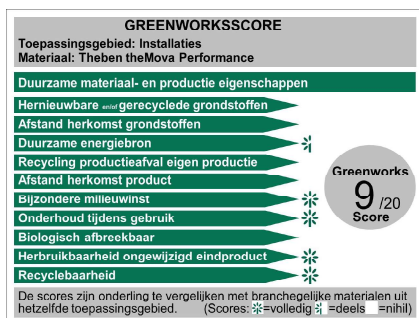 GREENWORKSSCORE
Toepassingsgebied: Installaties
Materiaal: Theben theMova Performance
Duurzame materiaal- en productie eigenschappen
Hernieuwbare en/of gerecyclede grondstoffen
Afstand herkomst grondstoffen
Duurzame energiebron
Recycling productieafval eigen productie
Afstand herkomst product
Bijzondere milieuwinst
Onderhoud tijdens gebruik
Biologisch afbreekbaar
Herbruikbaarheid ongewijzigd eindproduct
Recyclebaarheid
Greenworks
9 /20
Score
De scores zijn onderling te vergelijken met branchegelijke materialen uit
hetzelfde toepassingsgebied. (Scores: =volledig =deels =nihil)